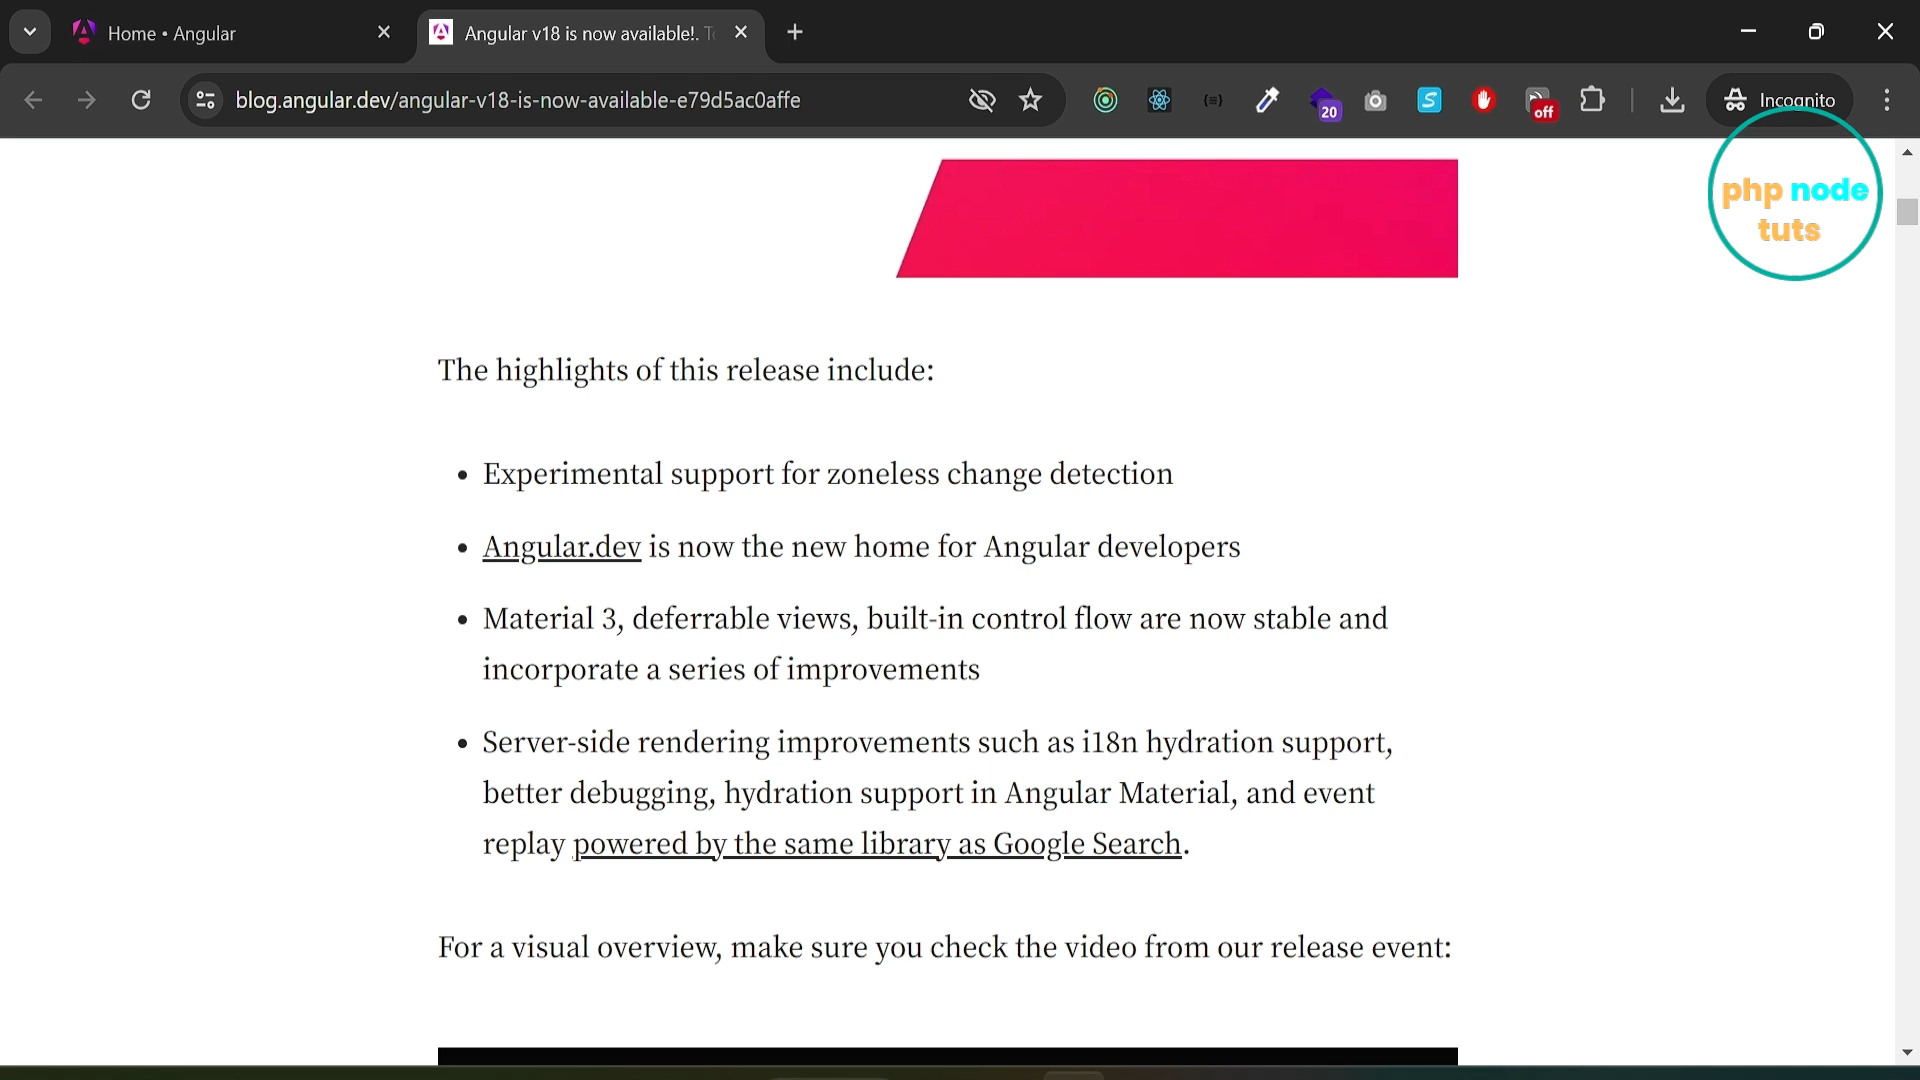 Home • Angular
Angular v18 is now available!. T
blog.angular.dev/angular-v18-is-now-available-e79d5ac0affe
20
off
Incognito
php node
tuts
The highlights of this release include:
• Experimental support for zoneless change detection
• Angular.dev is now the new home for Angular developers
• Material 3, deferrable views, built-in control flow are now stable and
incorporate a series of improvements
• Server-side rendering improvements such as i18n hydration support,
better debugging, hydration support in Angular Material, and event
replay powered by the same library as Google Search.
For a visual overview, make sure you check the video from our release event: